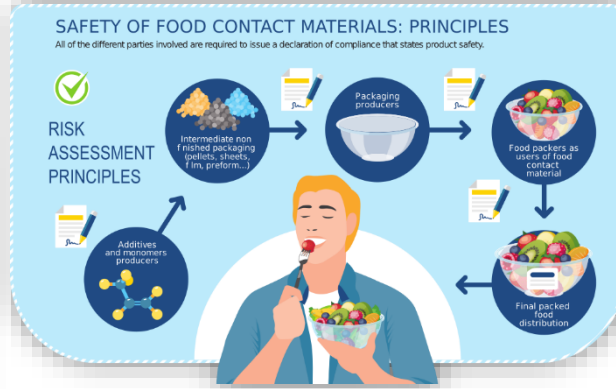 SAFETY OF FOOD CONTACT MATERIALS: PRINCIPLES
All of the different parties involved are required to issue a declaration of compliance that states product safety.
RISK
ASSESSMENT
PRINCIPLES
Additives
and monomers
producers
Intermediate non
f nished packaging
(pellets, sheets,
f lm, preform...)
Packaging
producers
Food packers as
users of food
contact
material
Final packed
food
distribution